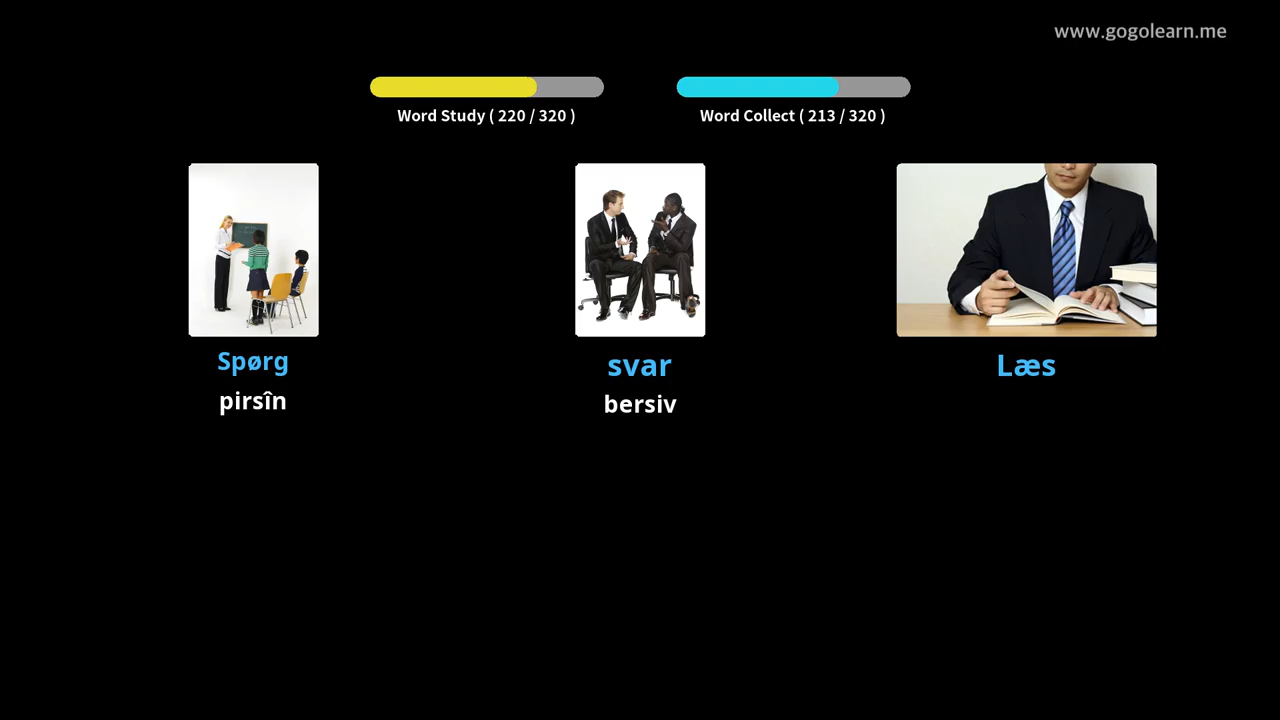 www.gogolearn.me
Word Study ( 220 / 320 )
Word Collect ( 213 / 320 )
Spørg
pirsîn
svar
bersiv
Læs